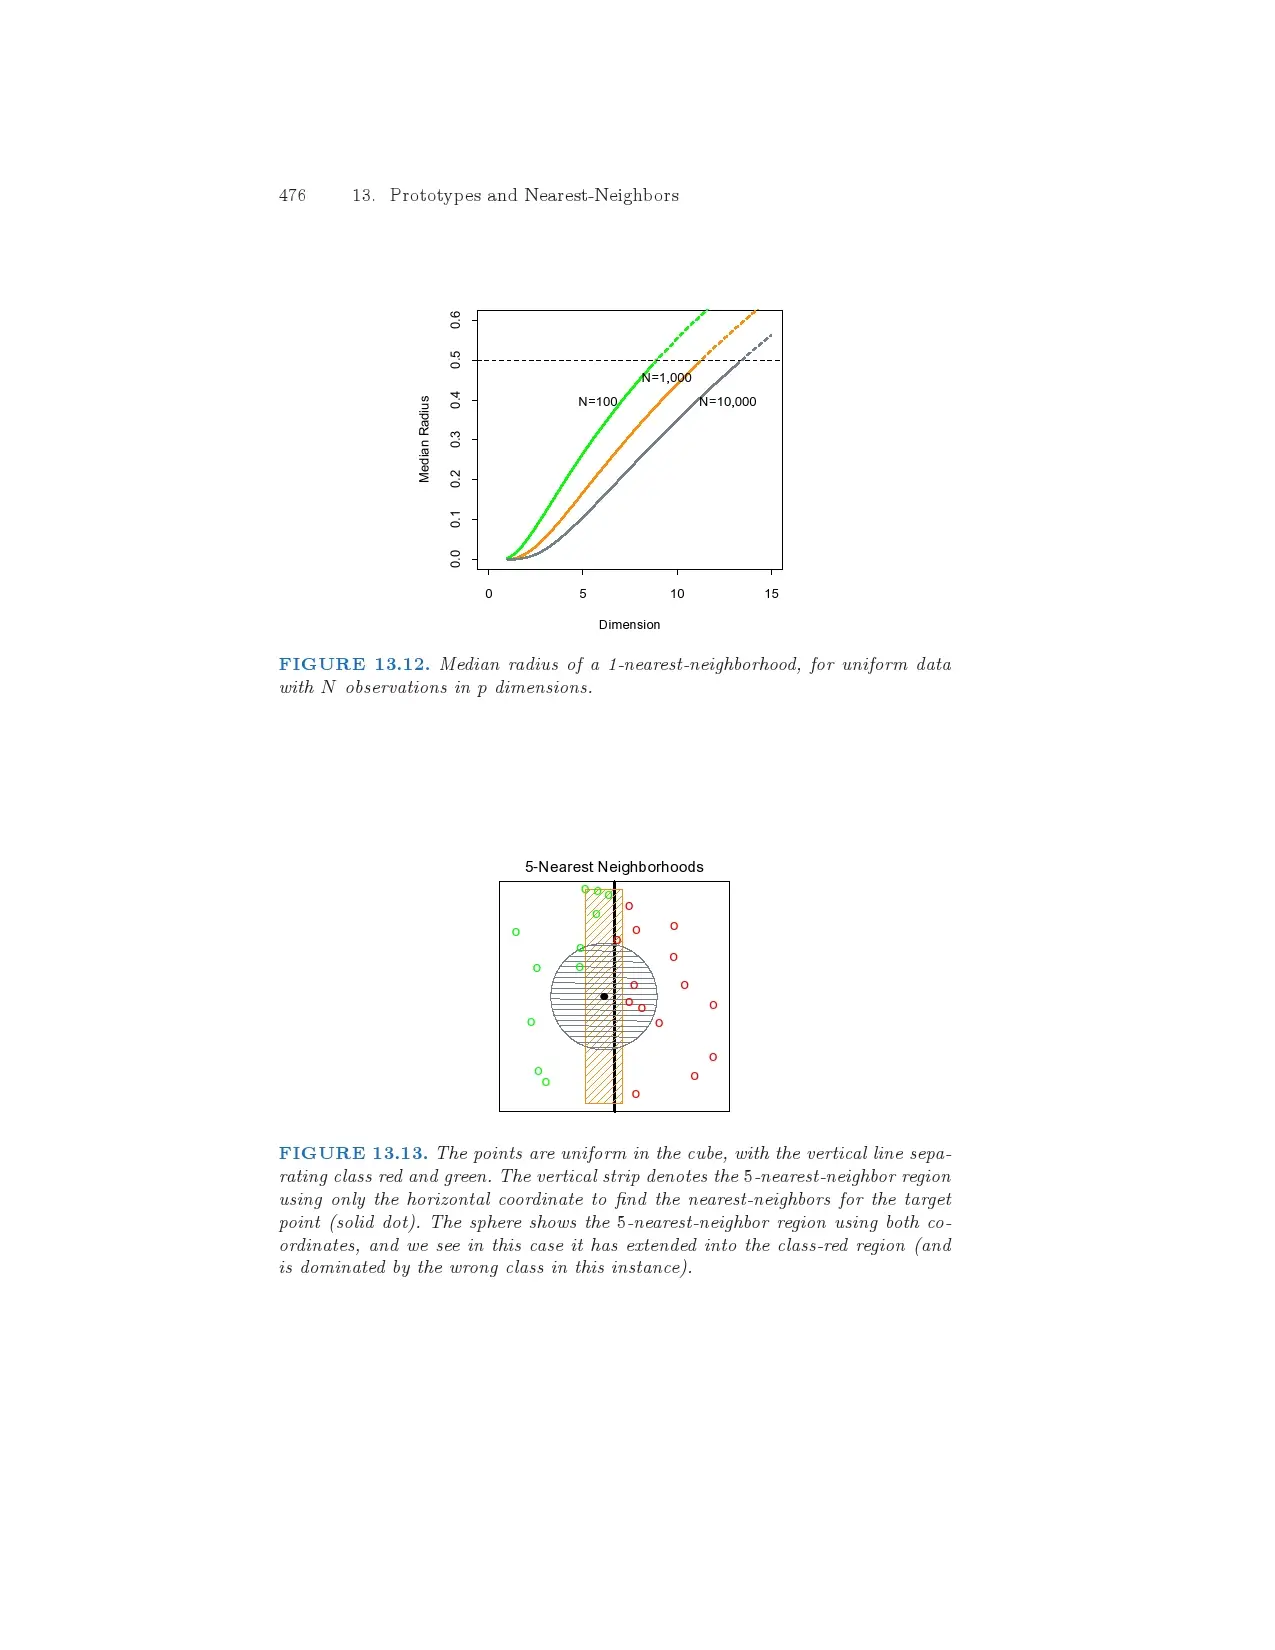 476 13. Prototypes and Nearest-Neighbors
0.6
0.5
0.4
0.3
0.2
0.1
0.0
Median Radius
N=1,000
N=100
N=10,000
0 5 10 15
Dimension
FIGURE 13.12. Median radius of a 1-nearest-neighborhood, for uniform data
with N observations in p dimensions.
5-Nearest Neighborhoods
FIGURE 13.13. The points are uniform in the cube, with the vertical line sepa-
rating class red and green. The vertical strip denotes the 5-nearest-neighbor region
using only the horizontal coordinate to find the nearest-neighbors for the target
point (solid dot). The sphere shows the 5-nearest-neighbor region using both co-
ordinates, and we see in this case it has extended into the class-red region (and
is dominated by the wrong class in this instance).